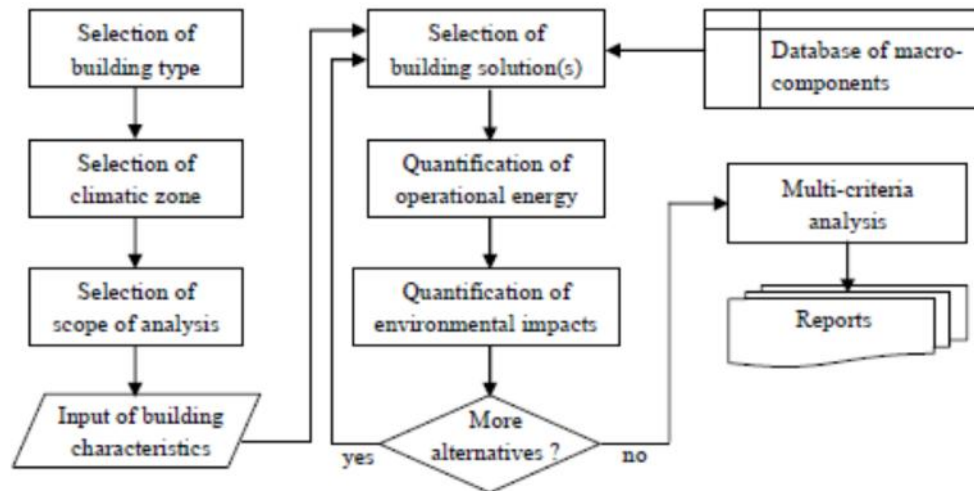 Selection of
building type
Selection of
climatic zone
Selection of
scope of analysis
Input of building
characteristics
Selection of
building solution(s)
Quantification of
operational energy
Quantification of
environmental impacts
More
alternatives ?
yes
no
Database of macro-
components
Multi-criteria
analysis
Reports